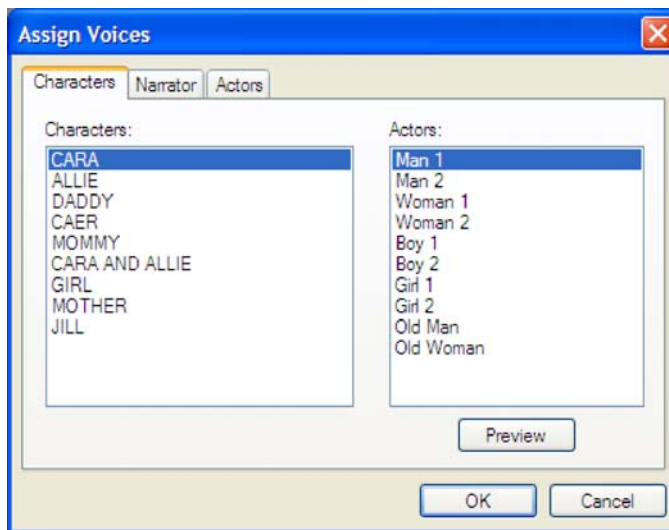 Assign Voices
Characters Narrator Actors
Characters:
CARA
ALLIE
DADDY
CAER
MOMMY
CARA AND ALLIE
GIRL
MOTHER
JILL
Actors:
Man 1
Man 2
Woman 1
Woman 2
Boy 1
Boy 2
Girl 1
Girl 2
Old Man
Old Woman
Preview
OK Cancel